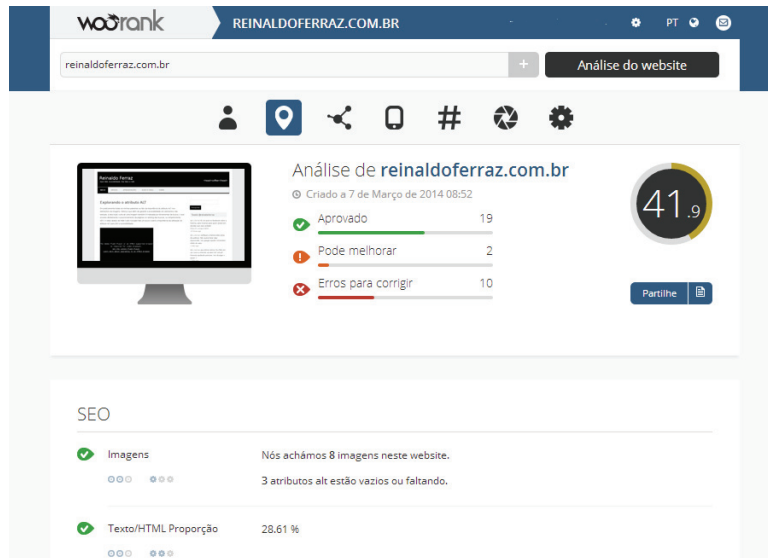 woorank
REINALDOFERRAZ.COM.BR
PT
reinaldoferraz.com.br
+
Análise do website
Reinaldo Ferraz
Análise de reinaldoferraz.com.br
Criado a 7 de Março de 2014 08:52
Aprovado 19
Pode melhorar 2
Erros para corrigir 10
41.9
Partilhe
SEO
Imagens
Nós achámos 8 imagens neste website.
3 atributos alt estão vazios ou faltando.
Texto/HTML Proporção
28.61 %